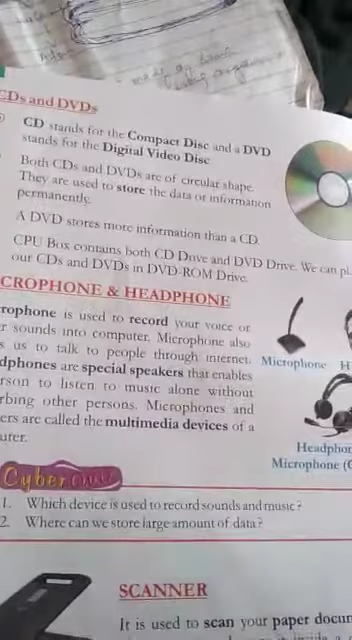 CDs and DVDs
CD stands for the Compact Disc and a DVD
stands for the Digital Video Disc
Both CDs and DVDs are of circular shape.
They are used to store the data or information
permanently.
A DVD stores more information than a CD.
CPU Box contains both CD Drive and DVD Drive. We can pl
our CDs and DVDs in DVD-ROM Drive.
CROPHONE & HEADPHONE
rophone is used to record your voice or
r sounds into computer. Microphone also
s us to talk to people through internet.
dphones are special speakers that enables
rson to listen to music alone without
rbing other persons. Microphones and
ers are called the multimedia devices of a
uter.
Microphone H
Headphon
Microphone (C
Cyber
1. Which device is used to record sounds and music?
2. Where can we store large amount of data?
SCANNER
It is used to scan your paper docum